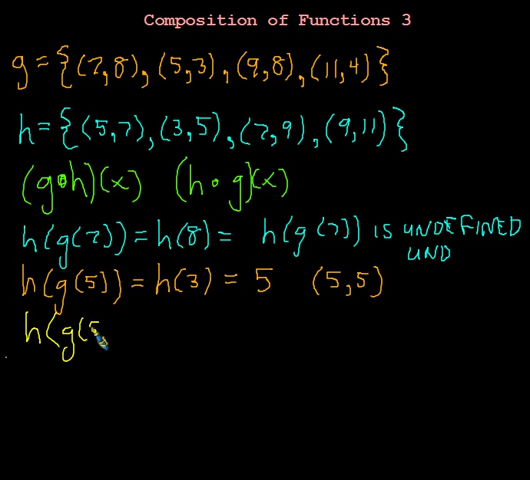 Composition of Functions 3
g = {(7,8), (5,3), (9,8), (11,4)}
h = {(5,7), (3,5), (7,9), (9,11)}
(g∘h)(x) (h∘g)(x)
h(g(7)) = h(8) = h(g(7)) IS UNDEFINED
UND
h(g(5)) = h(3) = 5 (5,5)
h(g(